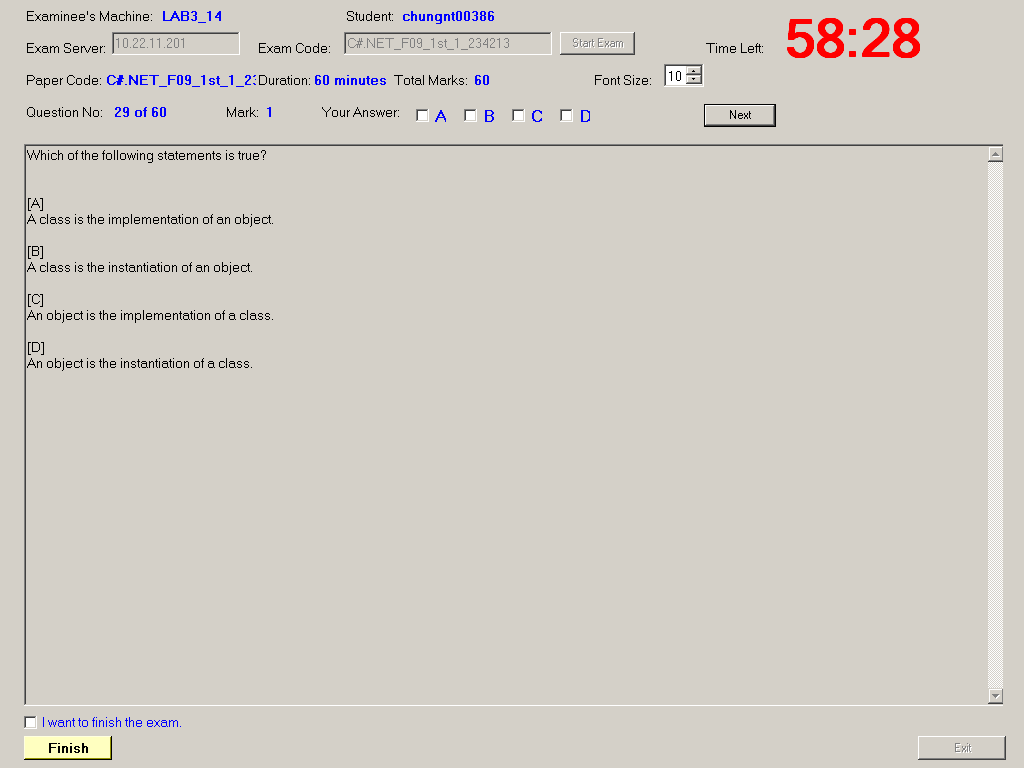 Examinee's Machine: LAB3_14 Student: chungnt00386
Exam Server: 10.22.11.201 Exam Code: C#.NET_F09_1st_1_234213 Start Exam Time Left: 58:28
Paper Code: C#.NET_F09_1st_1_23 Duration: 60 minutes Total Marks: 60 Font Size: 10
Question No: 29 of 60 Mark: 1 Your Answer: A B C D Next
Which of the following statements is true?
[A]
A class is the implementation of an object.
[B]
A class is the instantiation of an object.
[C]
An object is the implementation of a class.
[D]
An object is the instantiation of a class.
I want to finish the exam.
Finish Exit